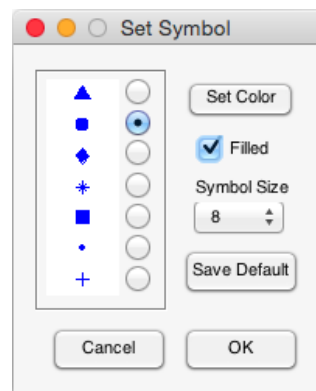 Set Symbol
Set Color
Filled
Symbol Size
8
Save Default
Cancel
OK